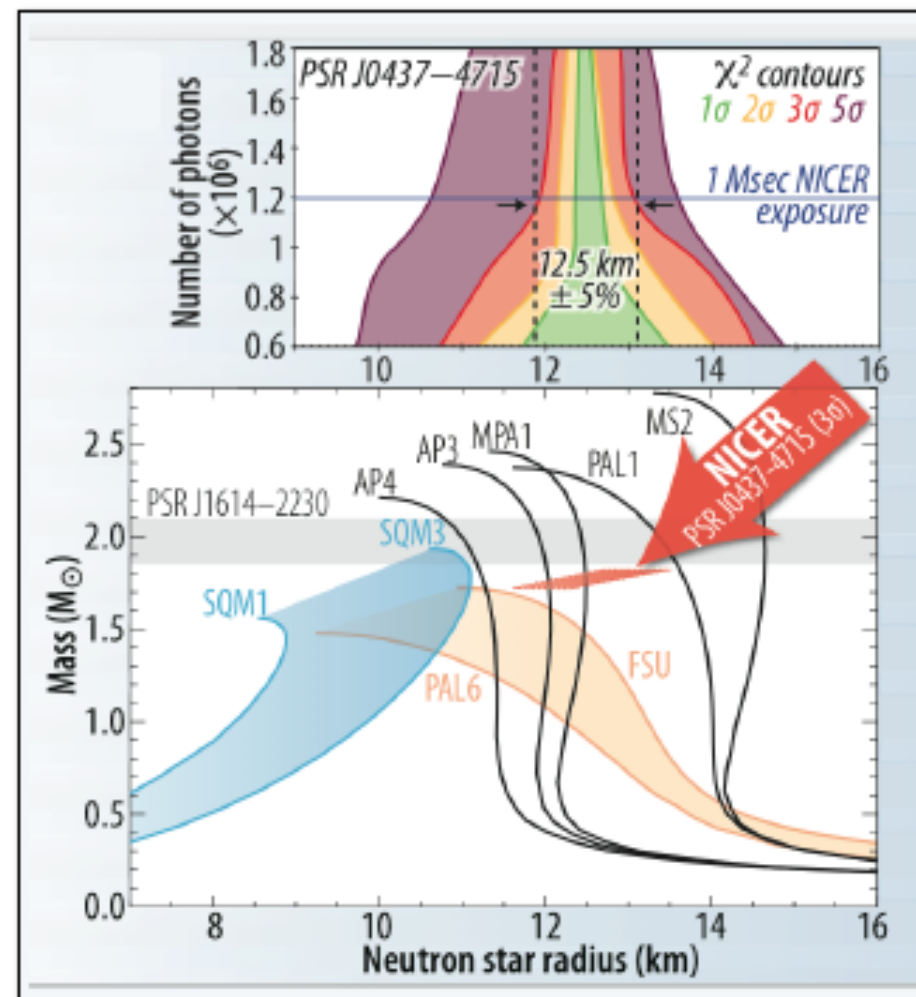 1.8
1.6
1.4
1.2
1
0.8
0.6
Number of photons
(×10⁶)
PSR J0437−4715
χ² contours
1σ 2σ 3σ 5σ
1 Msec NICER
exposure
12.5 km
± 5%
10 12 14 16
2.5
2.0
1.5
1.0
0.5
0.0
Mass (M☉)
MS2
NICER
PSR J0437-4715 (3σ)
AP3 MPA1
PAL1
AP4
PSR J1614−2230
SQM3
SQM1
FSU
PAL6
8 10 12 14 16
Neutron star radius (km)